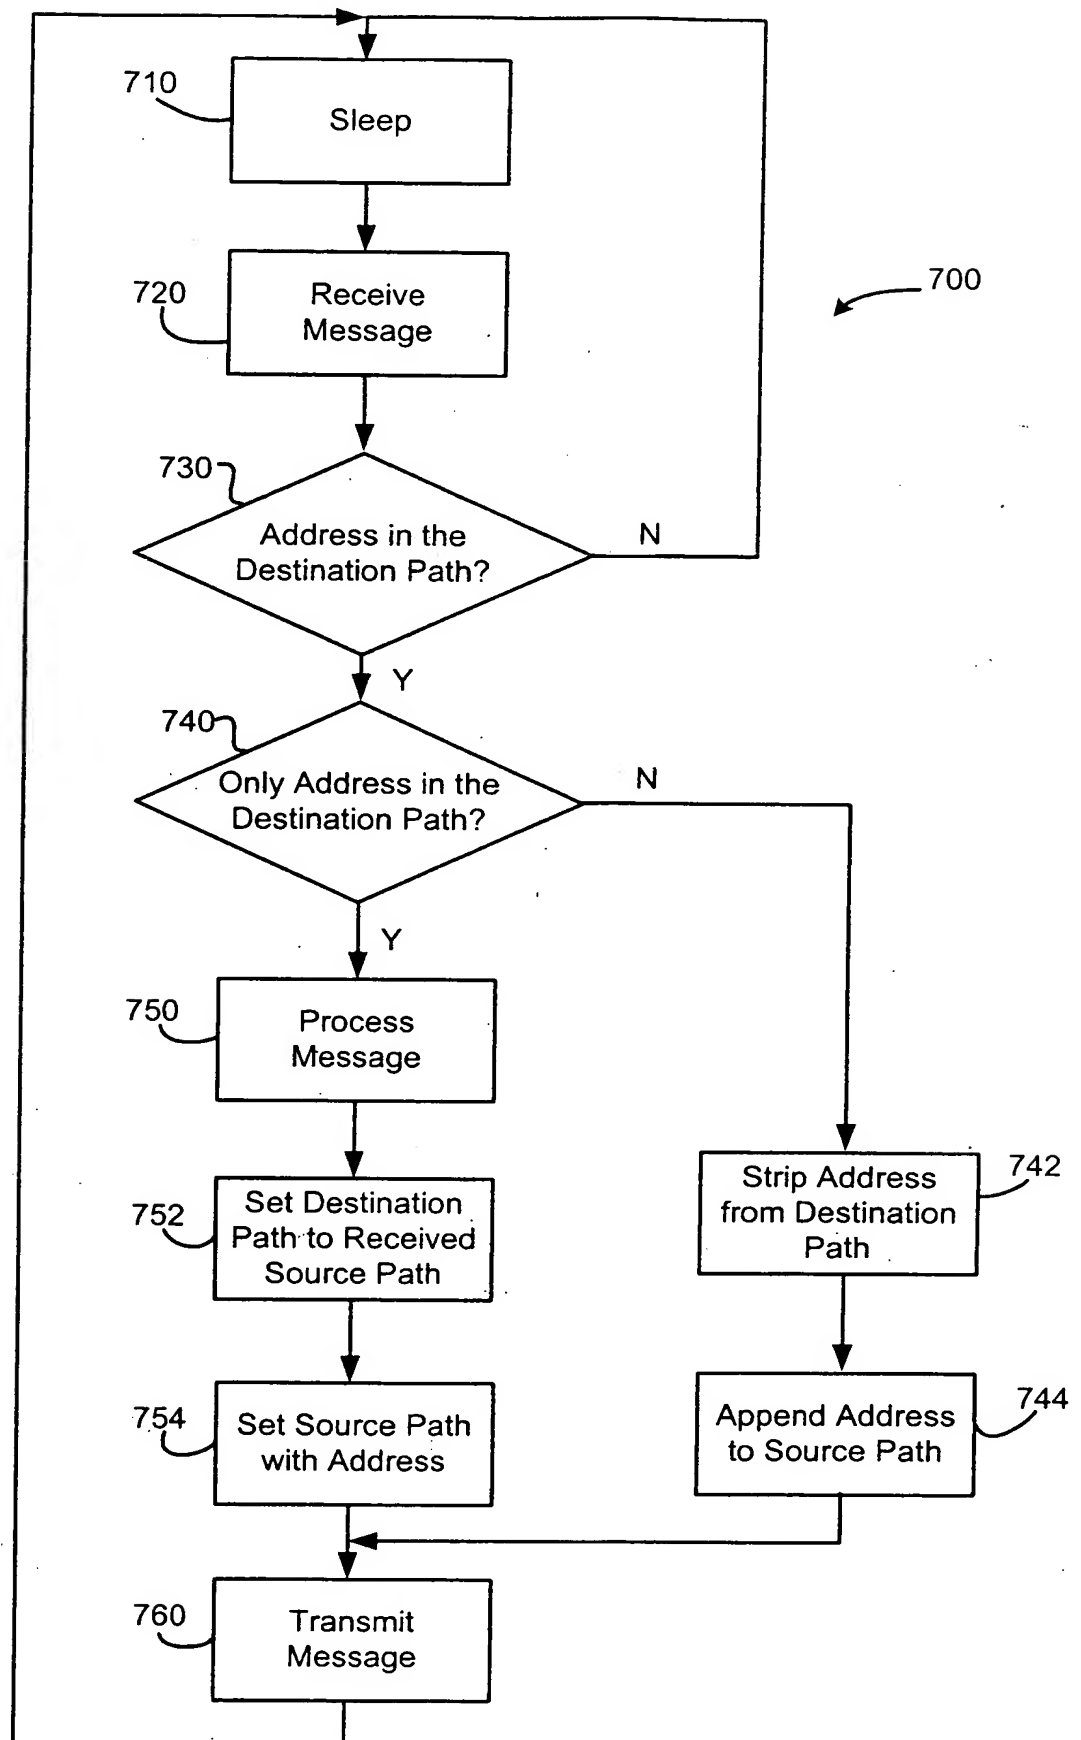 710
Sleep
720
Receive
Message
700
730
Address in the
Destination Path?
N
Y
740
Only Address in the
Destination Path?
N
Y
750
Process
Message
752
Set Destination
Path to Received
Source Path
742
Strip Address
from Destination
Path
754
Set Source Path
with Address
744
Append Address
to Source Path
760
Transmit
Message